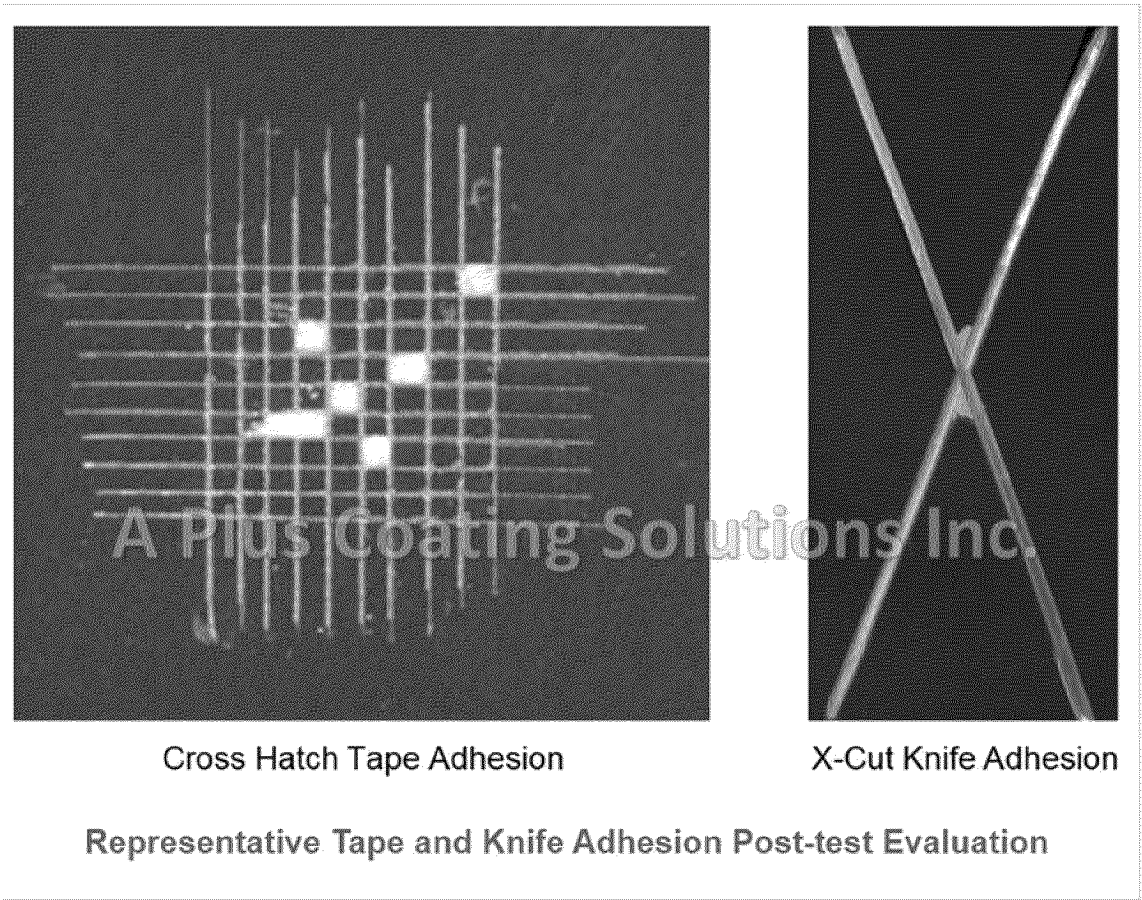 A Plus Coating Solutions Inc.
Cross Hatch Tape Adhesion
X-Cut Knife Adhesion
Representative Tape and Knife Adhesion Post-test Evaluation